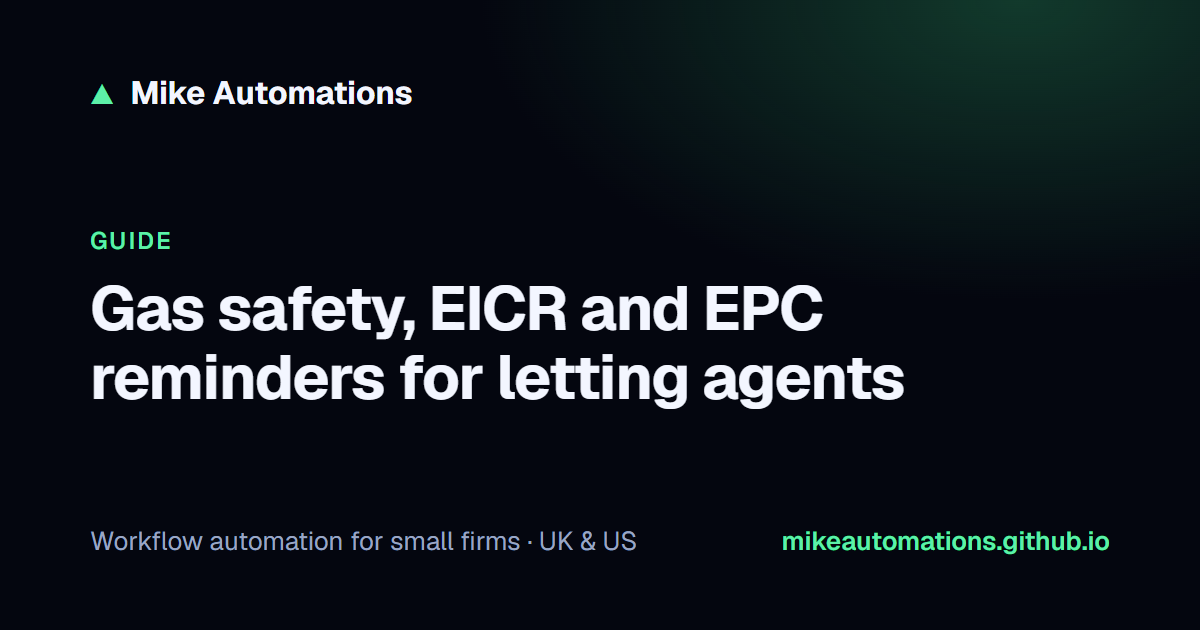 Mike Automations
GUIDE
Gas safety, EICR and EPC
reminders for letting agents
Workflow automation for small firms · UK & US
mikeautomations.github.io